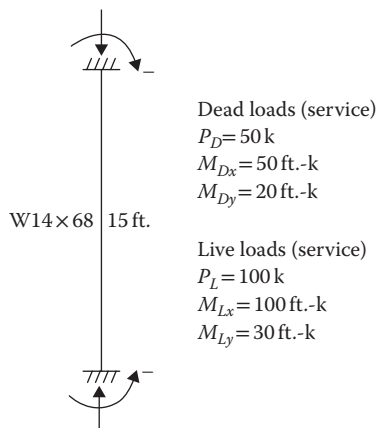 Dead loads (service)
P_D = 50 k
M_Dx = 50 ft.-k
M_Dy = 20 ft.-k
W14 × 68 15 ft.
Live loads (service)
P_L = 100 k
M_Lx = 100 ft.-k
M_Ly = 30 ft.-k